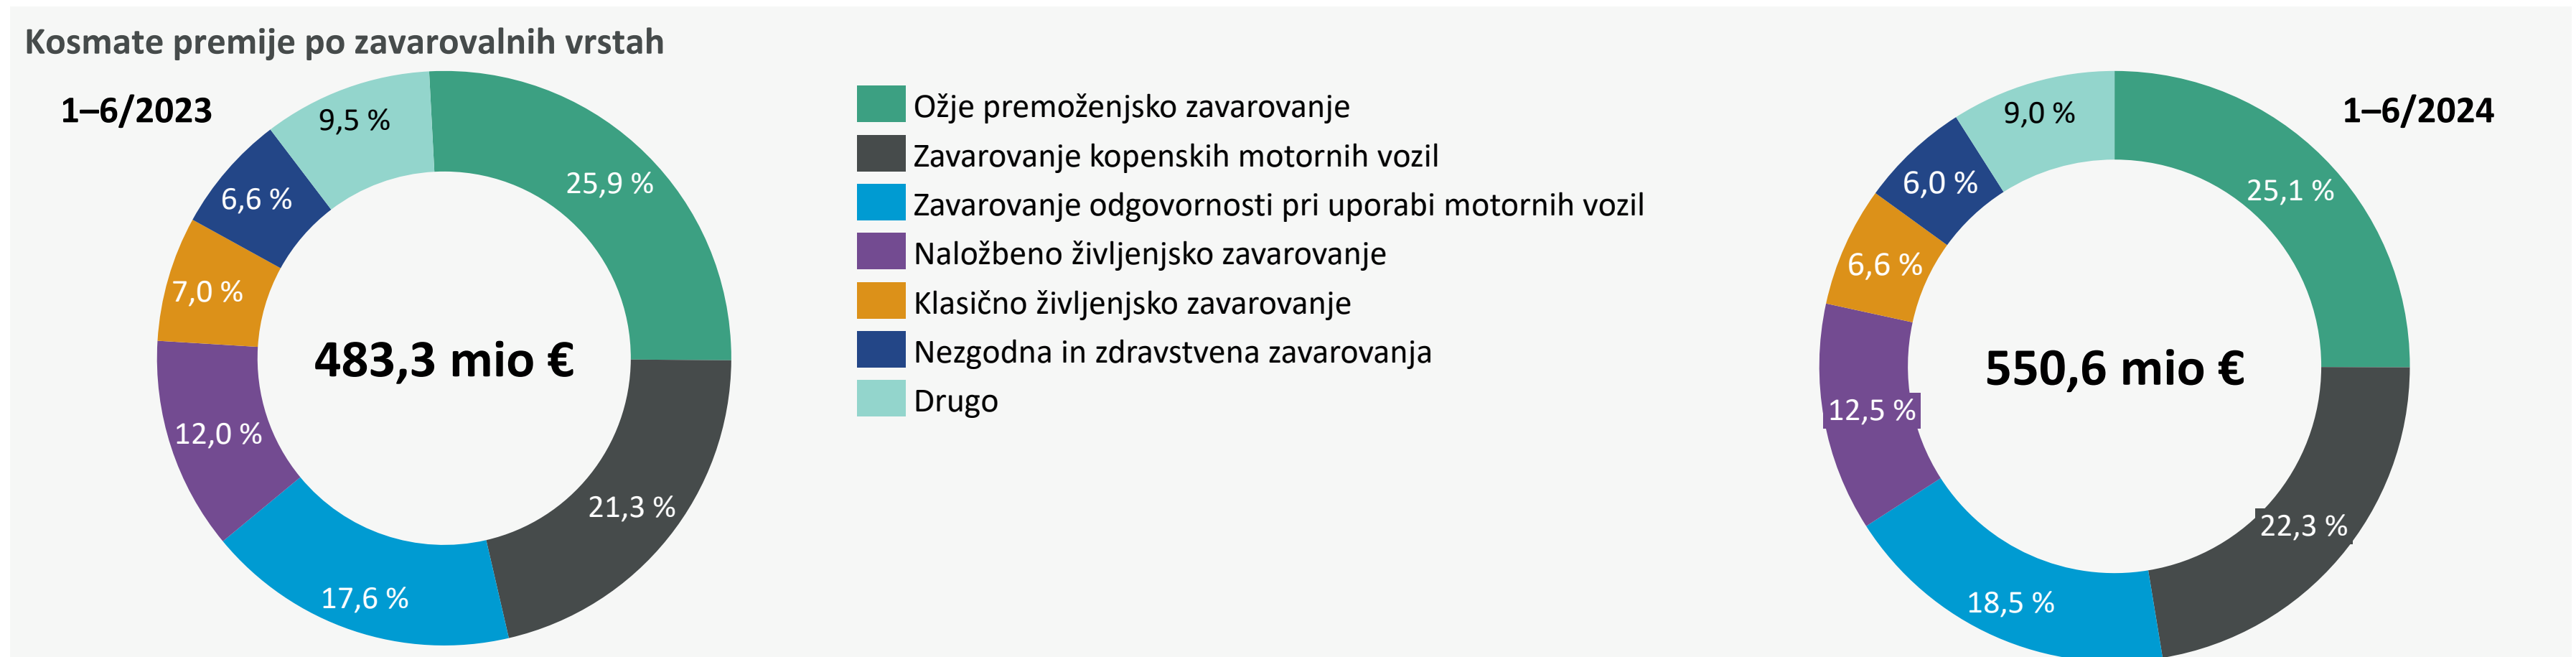 Kosmate premije po zavarovalnih vrstah
1–6/2023
9,5 %
25,9 %
6,6 %
7,0 %
483,3 mio €
12,0 %
21,3 %
17,6 %
Ožje premoženjsko zavarovanje
Zavarovanje kopenskih motornih vozil
Zavarovanje odgovornosti pri uporabi motornih vozil
Naložbeno življenjsko zavarovanje
Klasično življenjsko zavarovanje
Nezgodna in zdravstvena zavarovanja
Drugo
1–6/2024
9,0 %
25,1 %
6,0 %
6,6 %
550,6 mio €
12,5 %
22,3 %
18,5 %